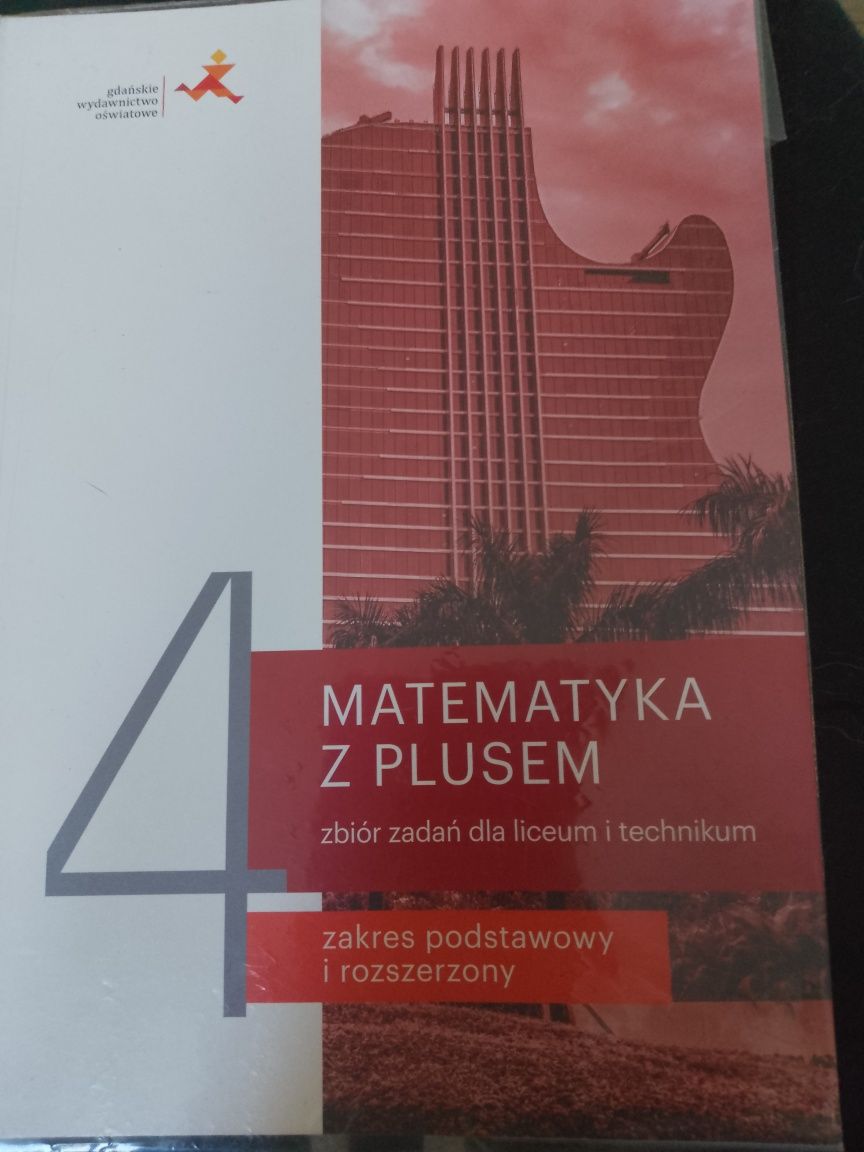 gdańskie
wydawnictwo
oświatowe
4
MATEMATYKA
Z PLUSEM
zbiór zadań dla liceum i technikum
zakres podstawowy
i rozszerzony